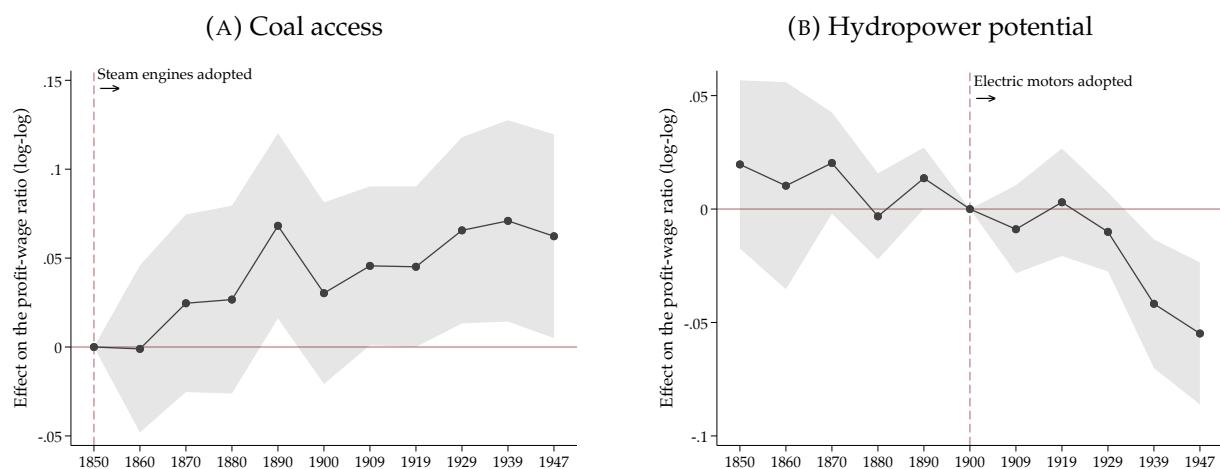 (A) Coal access
Steam engines adopted
Effect on the profit-wage ratio (log-log)
.15
.1
.05
0
-.05
1850 1860 1870 1880 1890 1900 1909 1919 1929 1939 1947
(B) Hydropower potential
Electric motors adopted
Effect on the profit-wage ratio (log-log)
.05
0
-.05
-.1
1850 1860 1870 1880 1890 1900 1909 1919 1929 1939 1947